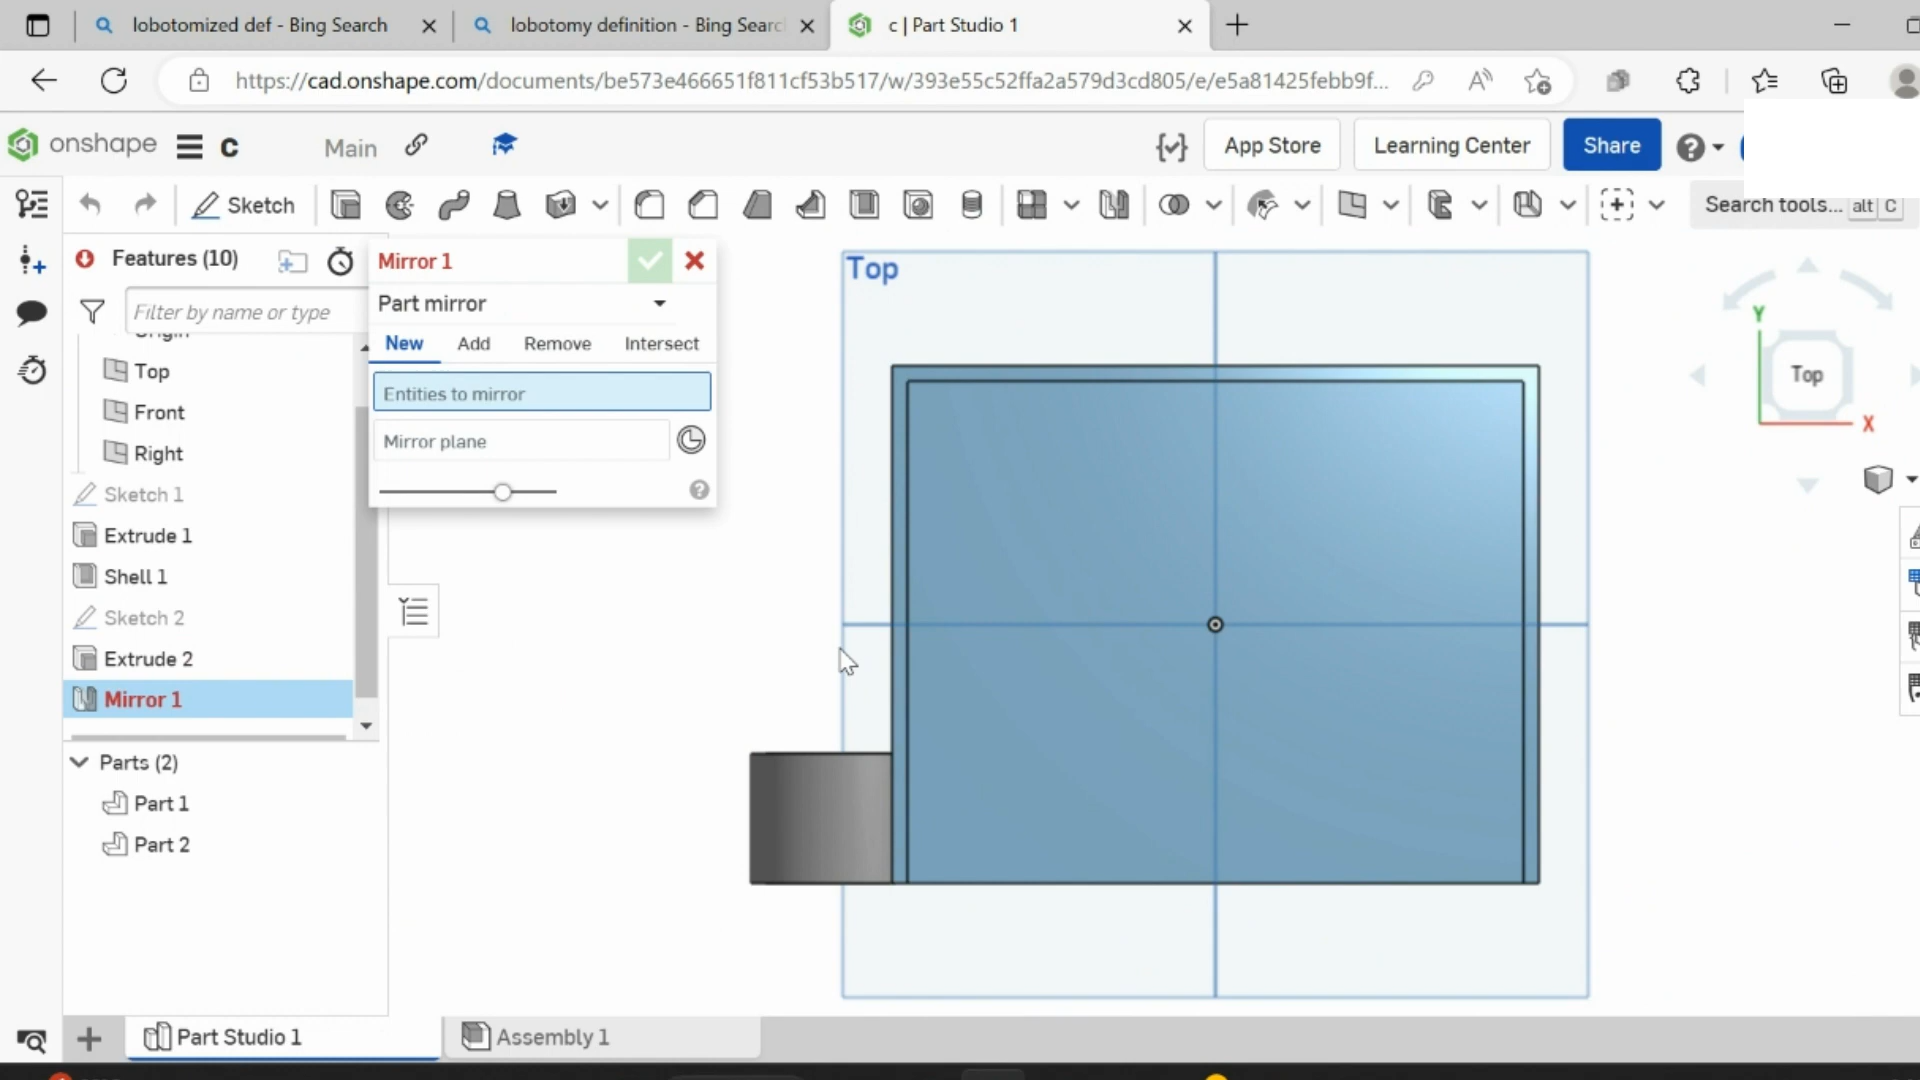 lobotomized def - Bing Search
lobotomy definition - Bing Searc
c | Part Studio 1
https://cad.onshape.com/documents/be573e466651f811cf53b517/w/393e55c52ffa2a579d3cd805/e/e5a81425febb9f...
onshape
c
Main
App Store
Learning Center
Share
Sketch
Search tools... alt C
Features (10)
Filter by name or type
Origin
Top
Front
Right
Sketch 1
Extrude 1
Shell 1
Sketch 2
Extrude 2
Mirror 1
Parts (2)
Part 1
Part 2
Mirror 1
Part mirror
New
Add
Remove
Intersect
Entities to mirror
Mirror plane
Top
Y
Top
X
Part Studio 1
Assembly 1